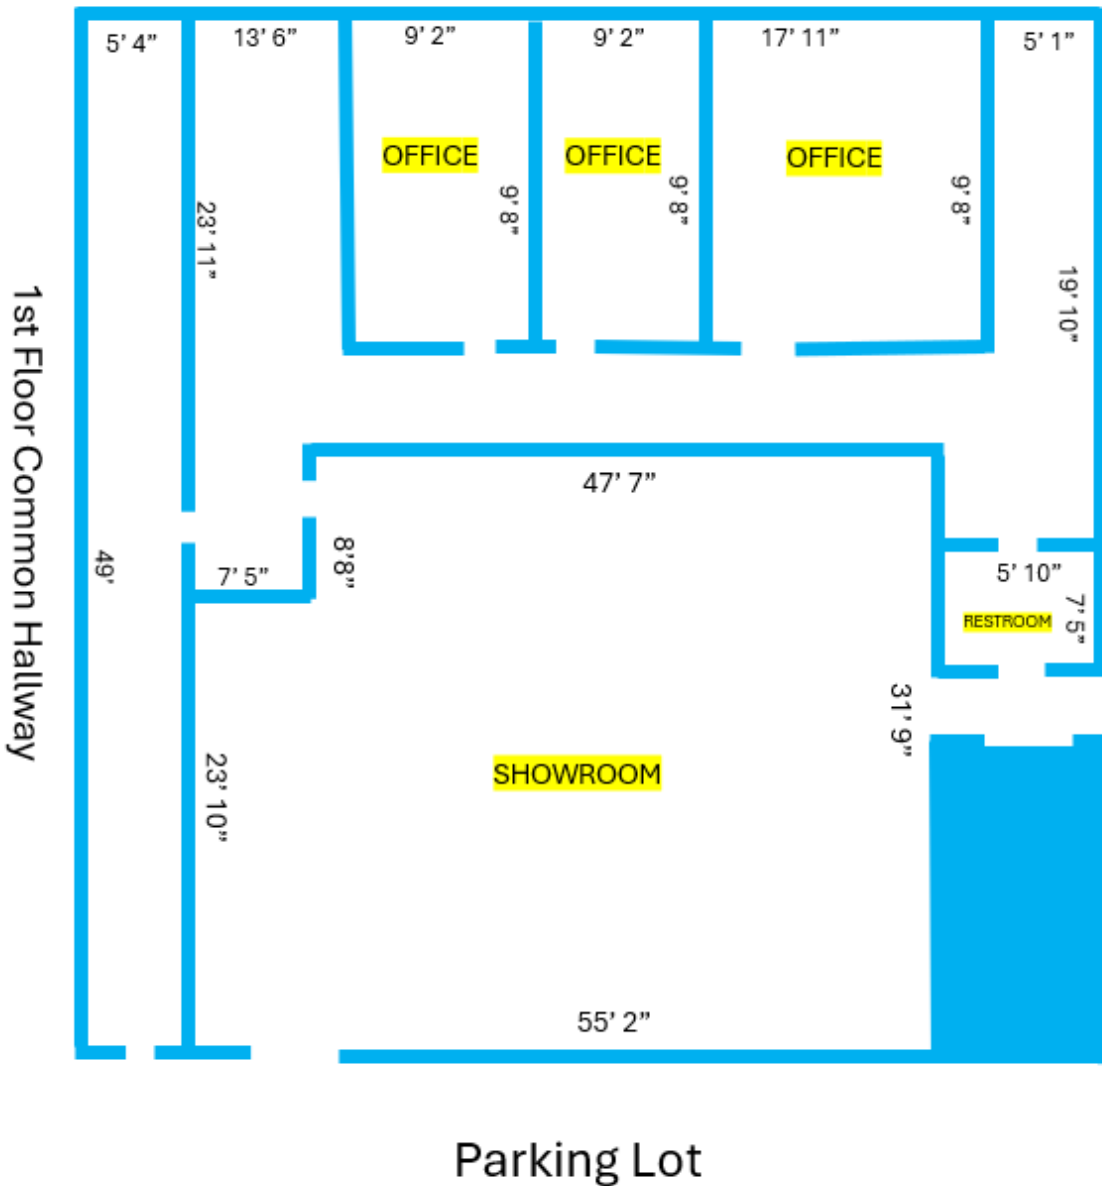 5’ 4”
13’ 6”
9’ 2”
9’ 2”
17’ 11”
5’ 1”
OFFICE
OFFICE
OFFICE
9’ 8”
9’ 8”
9’ 8”
23’ 11”
19’ 10”
1st Floor Common Hallway
47’ 7”
49’
7’ 5”
8’8”
5’ 10”
7’ 5”
RESTROOM
31’ 9”
SHOWROOM
23’ 10”
55’ 2”
Parking Lot